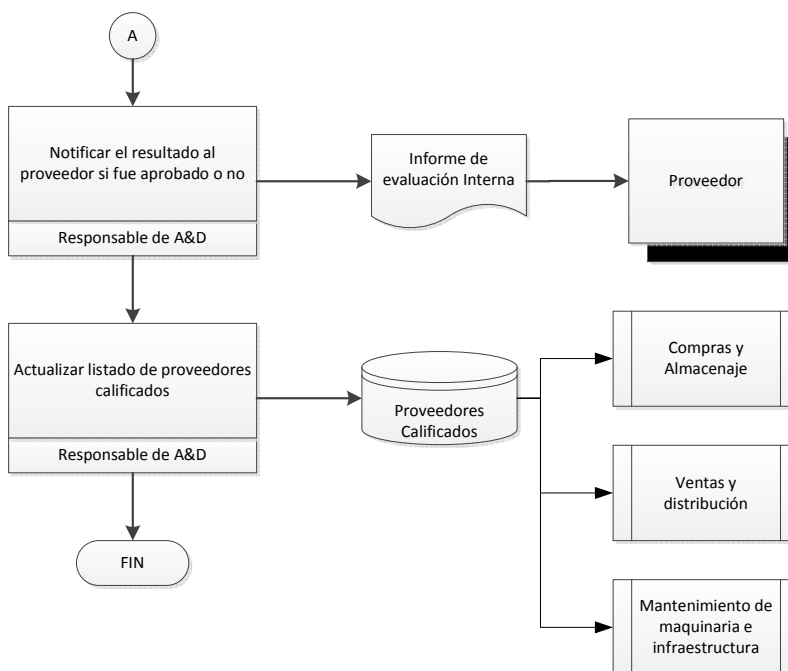 A
Notificar el resultado al
proveedor si fue aprobado o no
Responsable de A&D
Informe de
evaluación Interna
Proveedor
Actualizar listado de proveedores
calificados
Responsable de A&D
Proveedores
Calificados
Compras y
Almacenaje
Ventas y
distribución
Mantenimiento de
maquinaria e
infraestructura
FIN